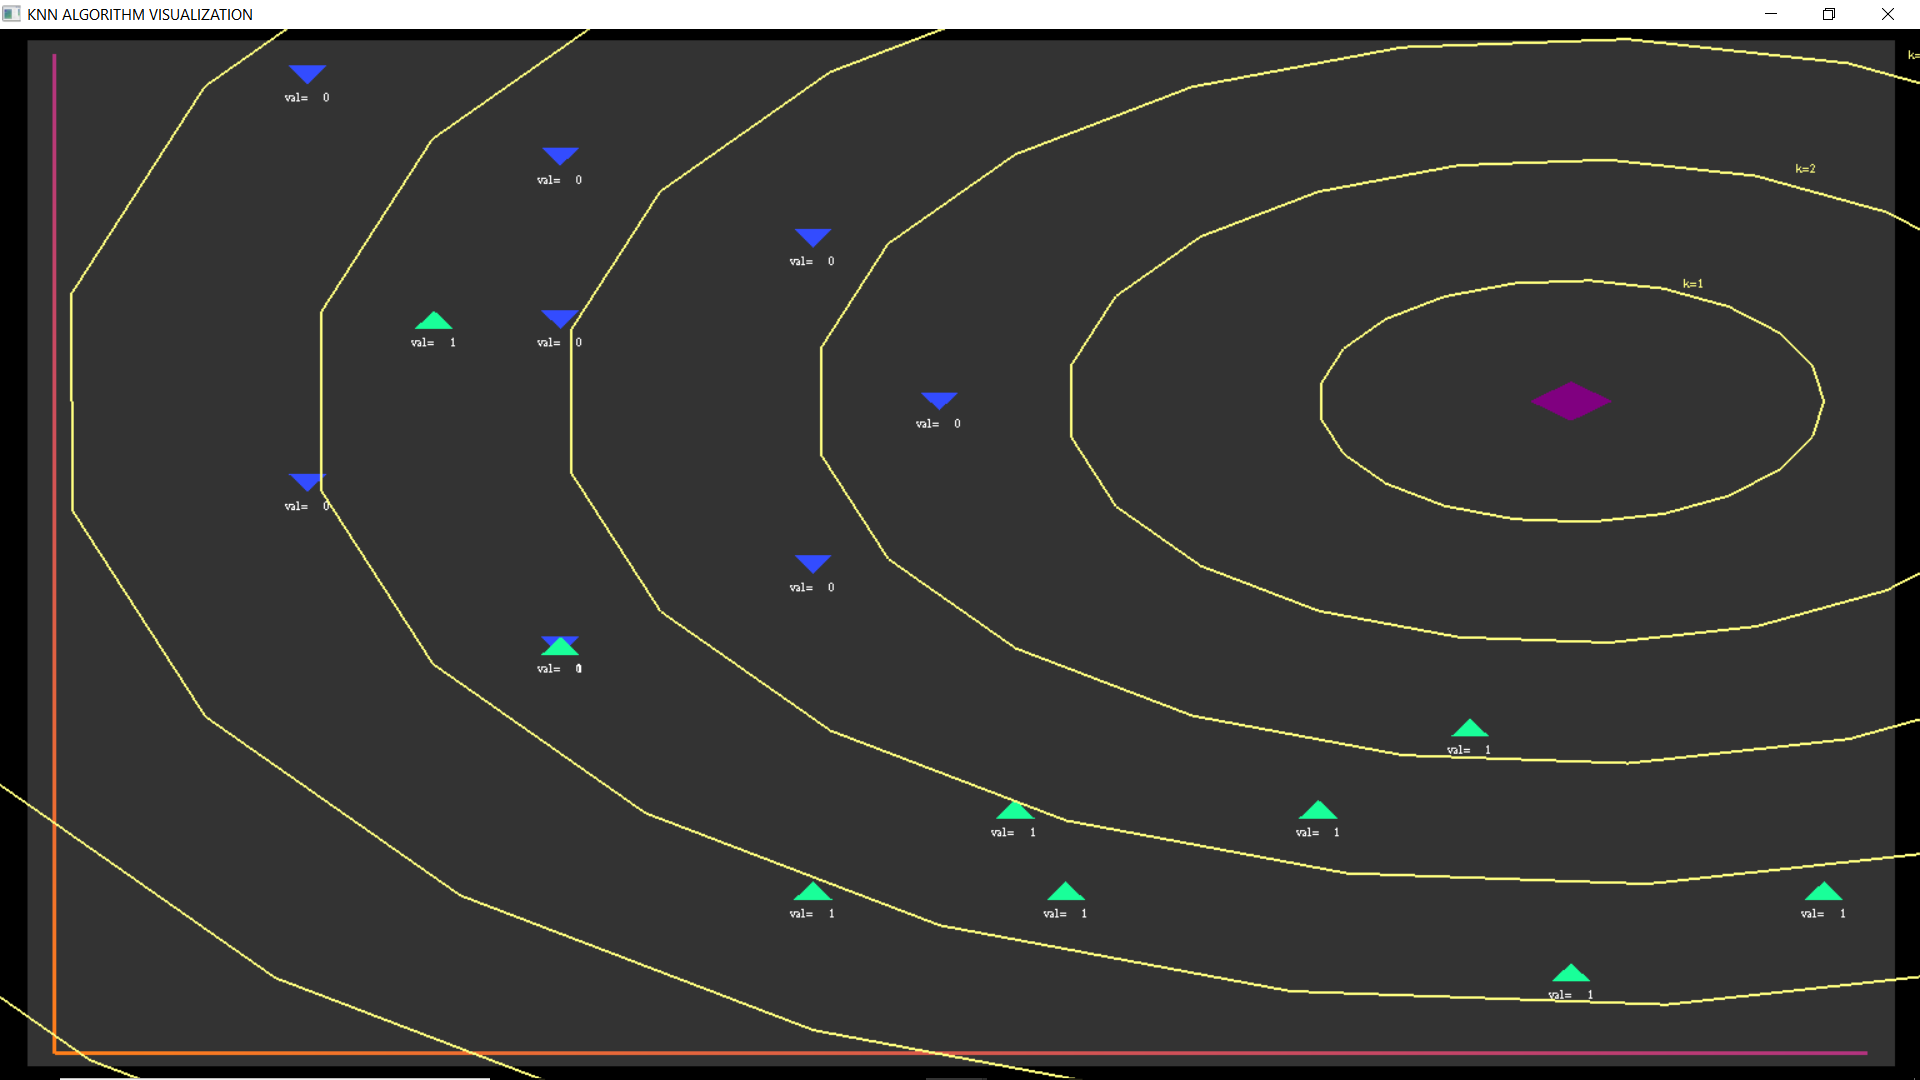 KNN ALGORITHM VISUALIZATION
k=
val= 0
k=2
val= 0
val= 0
k=1
val= 1
val= 0
val= 0
val= 0
val= 0
val=
val= 1
val= 1
val= 1
val= 1
val= 1
val= 1
val= 1